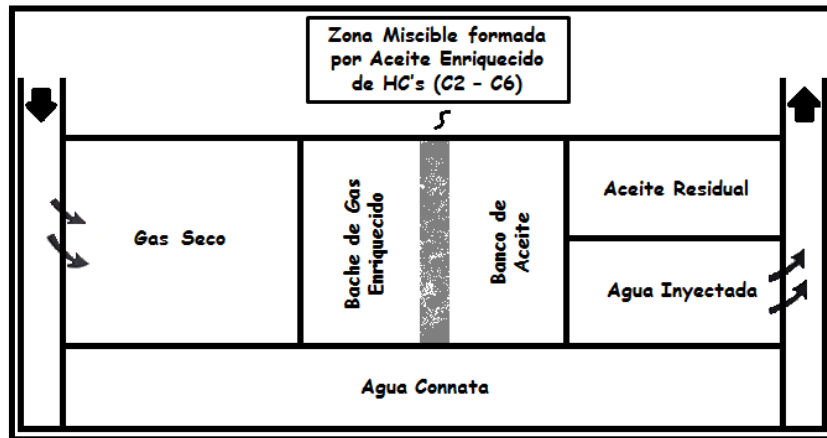 Zona Miscible formada
por Aceite Enriquecido
de HC's (C2 - C6)
Gas Seco
Bache de Gas
Enriquecido
Banco de
Aceite
Aceite Residual
Agua Inyectada
Agua Connata